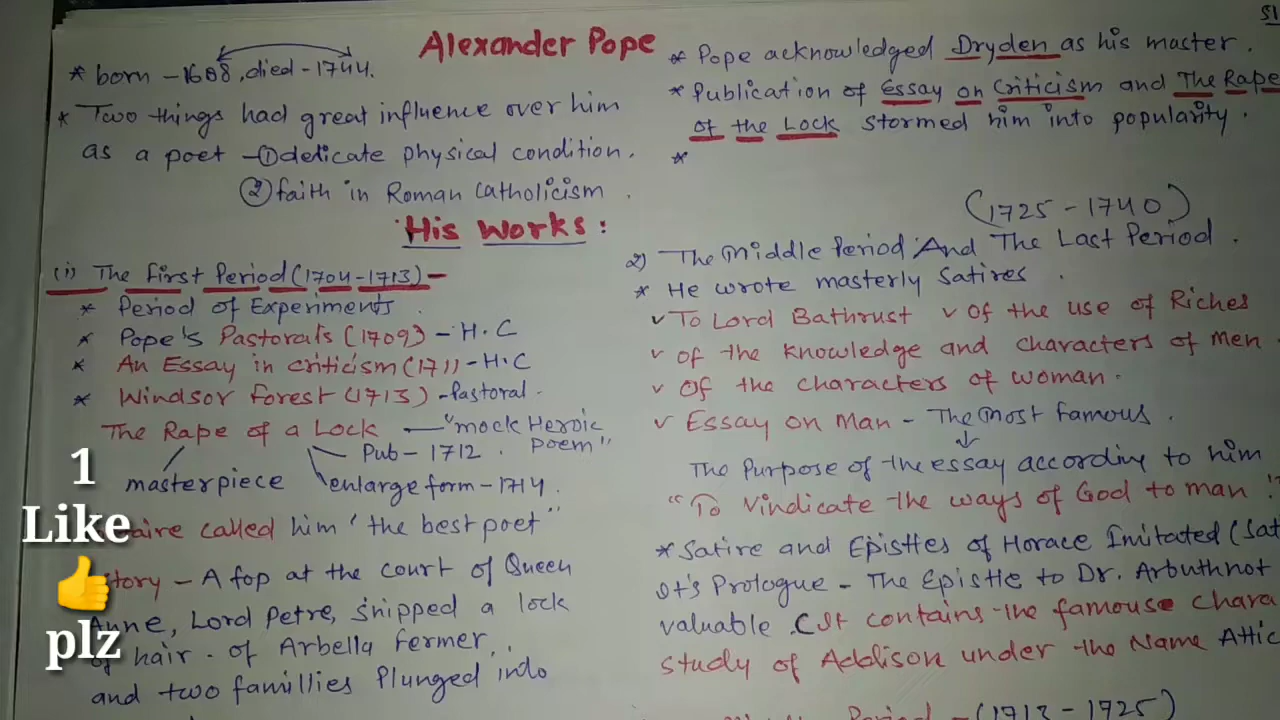 Alexander Pope
* born - 1688, died - 1744.
* Two things had great influence over him
as a poet - ① delicate physical condition.
② faith in Roman Catholicism.
His Works:
(i) The First Period (1704-1713) -
* Period of Experiments
* Pope's Pastorals (1709) - H.C
* An Essay in criticism (1711) - H.C
* Windsor Forest (1713) - Pastoral.
The Rape of a Lock — "mock Heroic
Poem"
Pub - 1712.
masterpiece enlarge form - 1714.
aire called him 'the best poet"
tory - A fop at the court of Queen
Anne, Lord Petre, snipped a lock
of hair. of Arbella Fermer,.
and two famillies Plunged into
1
Like
👍
plz
51
* Pope acknowledged Dryden as his master.
* Publication of Essay on Criticism and The Rape
of the Lock stormed him into popularity.
*
(1725 - 1740)
2) The Middle Period And The Last Period.
* He wrote masterly Satires.
✓ To Lord Bathrust ✓ of the use of Riches
✓ of the knowledge and characters of Men
✓ Of the characters of woman.
✓ Essay on Man - The most famous.
↓
The Purpose of the essay according to him
"To vindicate the ways of God to man!"
* Satire and Epistles of Horace Imitated (Sat
It's Prologue - The Epistle to Dr. Arbuthnot
valuable. (It contains the famouse chara
study of Addison under the Name Attic
Period - (1713 - 1725)